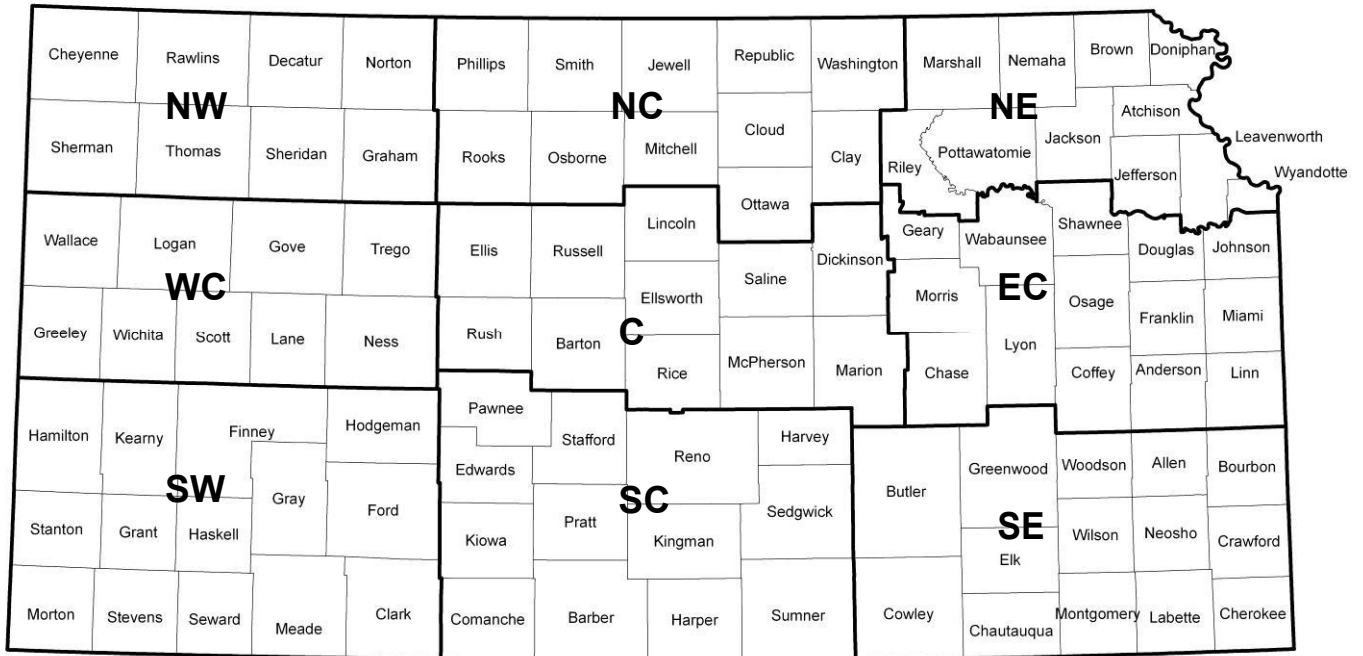 Cheyenne
Rawlins
Decatur
Norton
Phillips
Smith
Jewell
Republic
Washington
Marshall
Nemaha
Brown
Doniphan
NW
NC
NE
Sherman
Thomas
Sheridan
Graham
Rooks
Osborne
Mitchell
Cloud
Clay
Riley
Pottawatomie
Jackson
Atchison
Jefferson
Leavenworth
Wyandotte
Ottawa
Wallace
Logan
Gove
Trego
Ellis
Russell
Lincoln
Saline
Dickinson
Geary
Wabaunsee
Shawnee
Douglas
Johnson
WC
C
EC
Greeley
Wichita
Scott
Lane
Ness
Rush
Barton
Ellsworth
Rice
McPherson
Marion
Morris
Chase
Lyon
Osage
Coffey
Franklin
Anderson
Miami
Linn
Hamilton
Kearny
Finney
Hodgeman
Pawnee
Edwards
Stafford
Reno
Harvey
Sedgwick
Butler
Greenwood
Woodson
Allen
Bourbon
SW
SC
SE
Stanton
Grant
Haskell
Gray
Ford
Kiowa
Pratt
Kingman
Elk
Wilson
Neosho
Crawford
Morton
Stevens
Seward
Meade
Clark
Comanche
Barber
Harper
Sumner
Cowley
Chautauqua
Montgomery
Labette
Cherokee